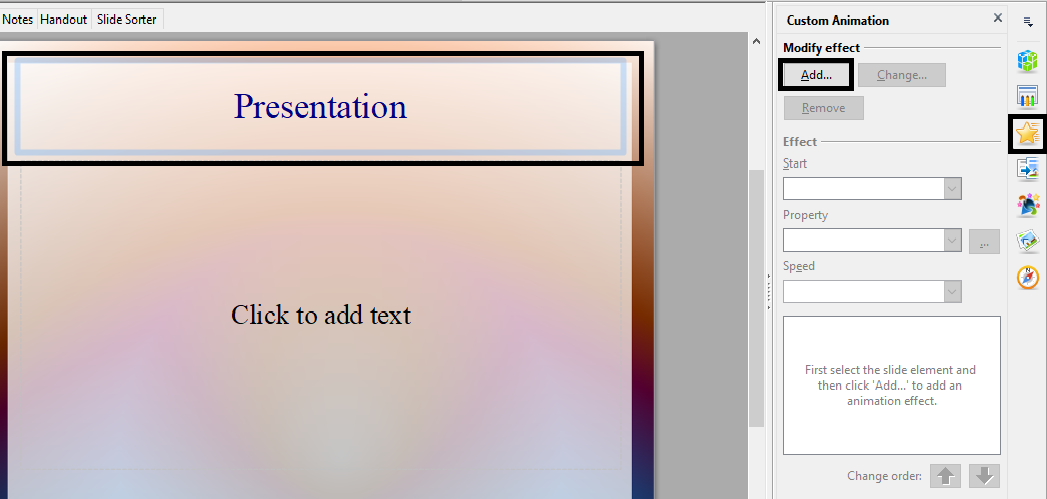 Notes Handout Slide Sorter
Presentation
Click to add text
Custom Animation
Modify effect
Add...
Change...
Remove
Effect
Start
Property
...
Speed
First select the slide element and
then click 'Add...' to add an
animation effect.
Change order: